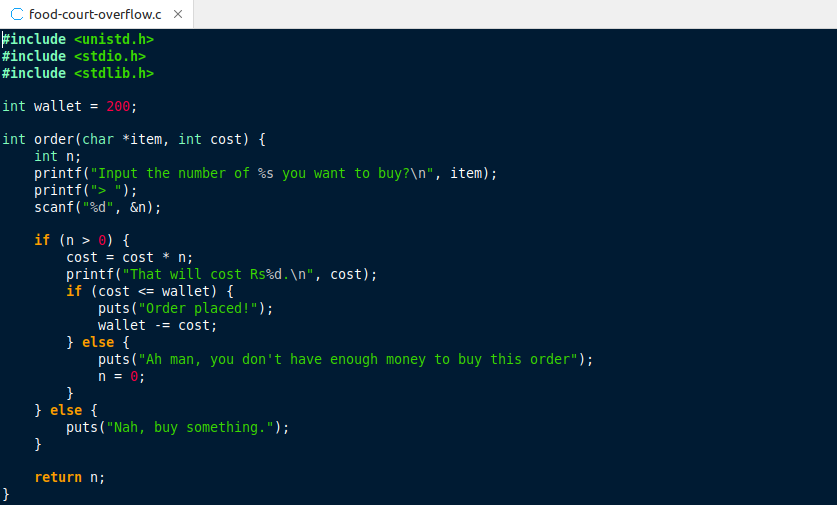 food-court-overflow.c
#include <unistd.h>
#include <stdio.h>
#include <stdlib.h>
int wallet = 200;
int order(char *item, int cost) {
    int n;
    printf("Input the number of %s you want to buy?\n", item);
    printf("> ");
    scanf("%d", &n);
    if (n > 0) {
        cost = cost * n;
        printf("That will cost Rs%d.\n", cost);
        if (cost <= wallet) {
            puts("Order placed!");
            wallet -= cost;
        } else {
            puts("Ah man, you don't have enough money to buy this order");
            n = 0;
        }
    } else {
        puts("Nah, buy something.");
    }
    return n;
}